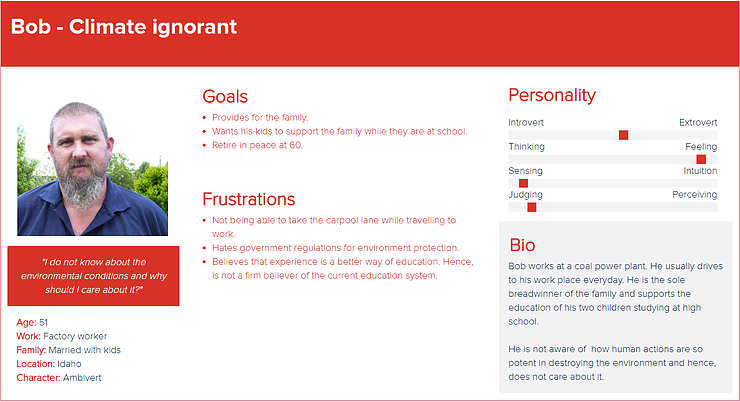 Bob - Climate ignorant
"I do not know about the
environmental conditions and why
should I care about it?"
Age: 51
Work: Factory worker
Family: Married with kids
Location: Idaho
Character: Ambivert
Goals
Provides for the family.
Wants his kids to support the family while they are at school.
Retire in peace at 60.
Frustrations
Not being able to take the carpool lane while travelling to
work.
Hates government regulations for environment protection.
Believes that experience is a better way of education. Hence,
is not a firm believer of the current education system.
Personality
Introvert Extrovert
Thinking Feeling
Sensing Intuition
Judging Perceiving
Bio
Bob works at a coal power plant. He usually drives
to his work place everyday. He is the sole
breadwinner of the family and supports the
education of his two children studying at high
school.
He is not aware of how human actions are so
potent in destroying the environment and hence,
does not care about it.